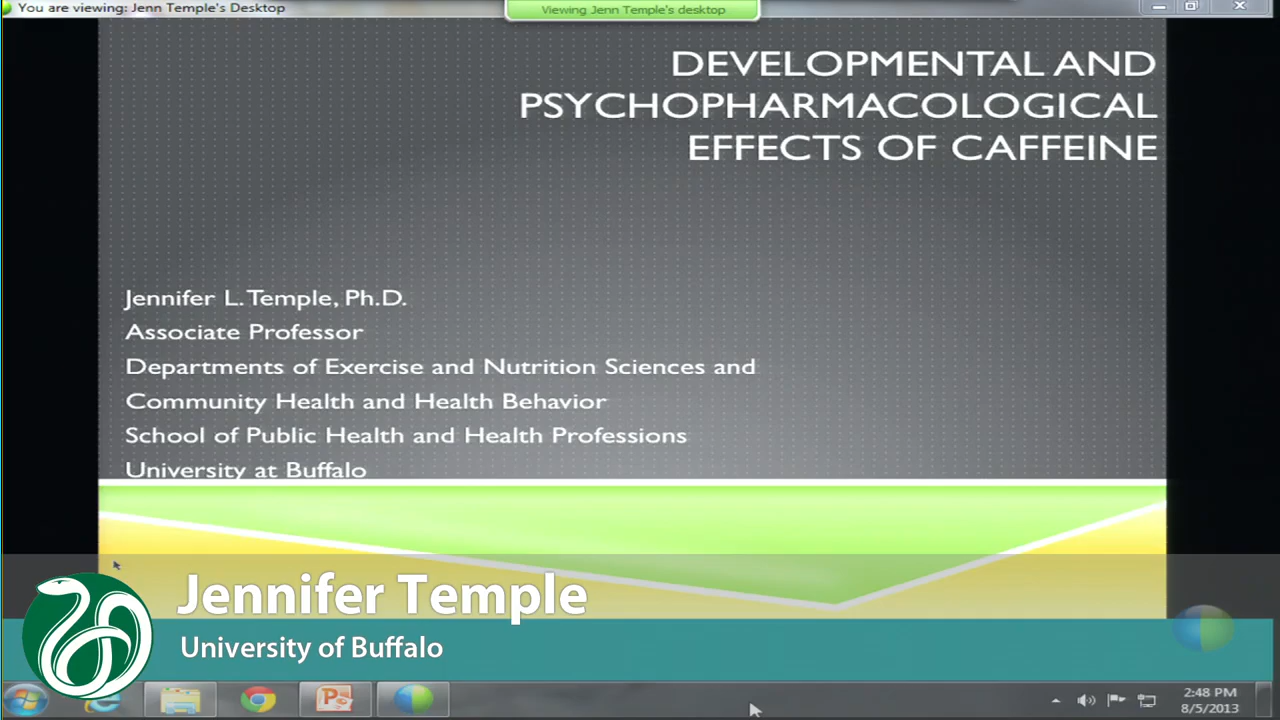 You are viewing: Jenn Temple's Desktop
Viewing Jenn Temple's desktop
DEVELOPMENTAL AND
PSYCHOPHARMACOLOGICAL
EFFECTS OF CAFFEINE
Jennifer L. Temple, Ph.D.
Associate Professor
Departments of Exercise and Nutrition Sciences and
Community Health and Health Behavior
School of Public Health and Health Professions
University at Buffalo
Jennifer Temple
University of Buffalo
2:48 PM
8/5/2013